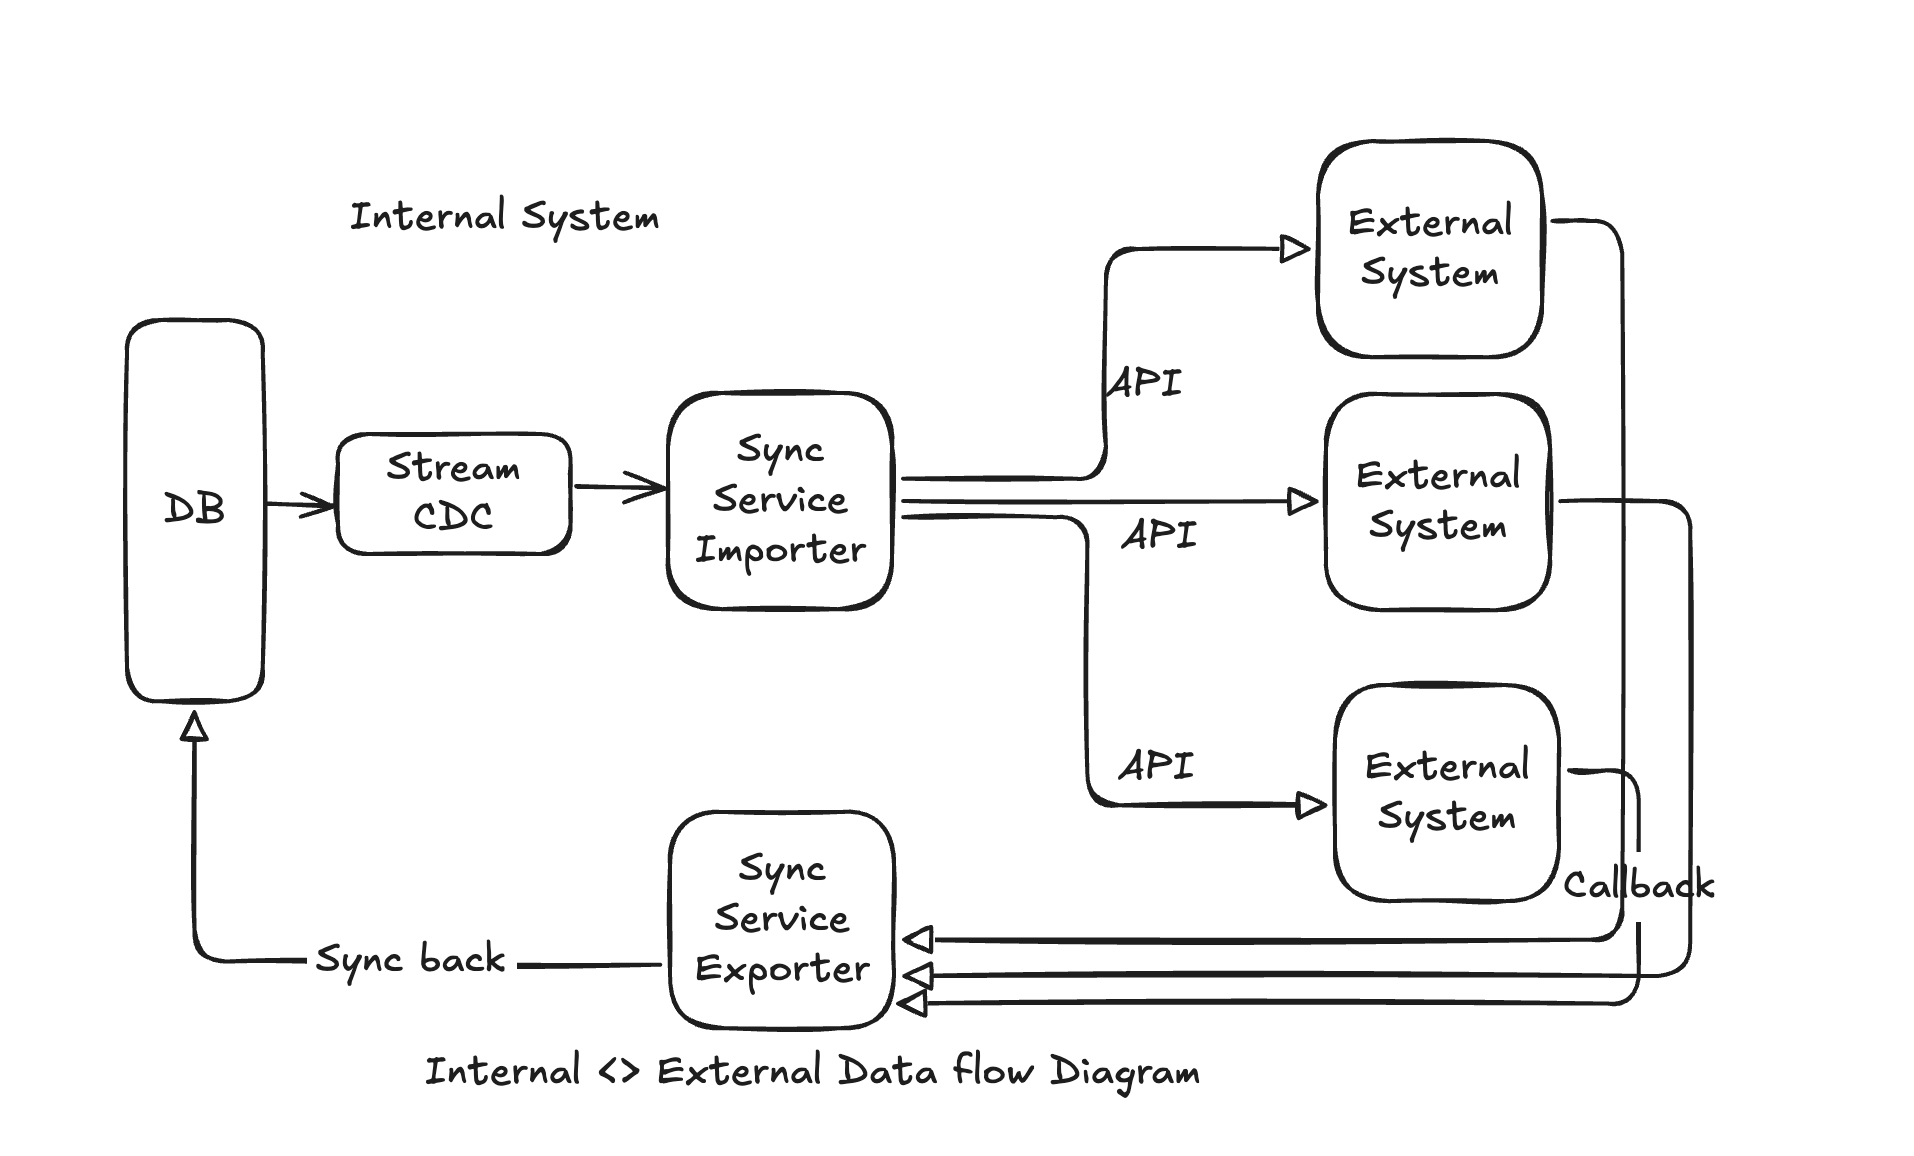 Internal System
External
System
API
DB
Stream
CDC
Sync
Service
Importer
External
System
API
API
External
System
Callback
Sync back
Sync
Service
Exporter
Internal <> External Data flow Diagram